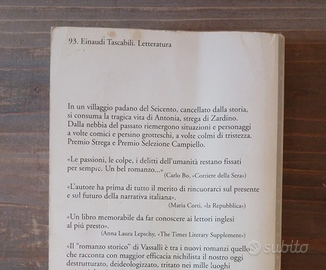 93. Einaudi Tascabili. Letteratura
In un villaggio padano del Seicento, cancellato dalla storia,
si consuma la tragica vita di Antonia, strega di Zardino.
Dalla nebbia del passato riemergono situazioni e personaggi
a volte comici e persino grotteschi, a volte colmi di tristezza.
Premio Strega e Premio Selezione Campiello.
«Le passioni, le colpe, i delitti dell'umanità restano fissati
per sempre. Un bel romanzo...»
(Carlo Bo, «Corriere della Sera»)
«L'autore ha prima di tutto il merito di rincuorarci sul presente
e sul futuro della narrativa italiana».
(Maria Corti, «la Repubblica»)
«Un libro memorabile da far conoscere ai lettori inglesi
al più presto».
(Anna Laura Lepschy, «The Times Literary Supplement»)
«Il "romanzo storico" di Vassalli è tra i nuovi romanzi quello
che racconta con maggior efficacia nichilista il nostro oggi
destrutturato, deideologizzato, tritato nei mille luoghi
subito